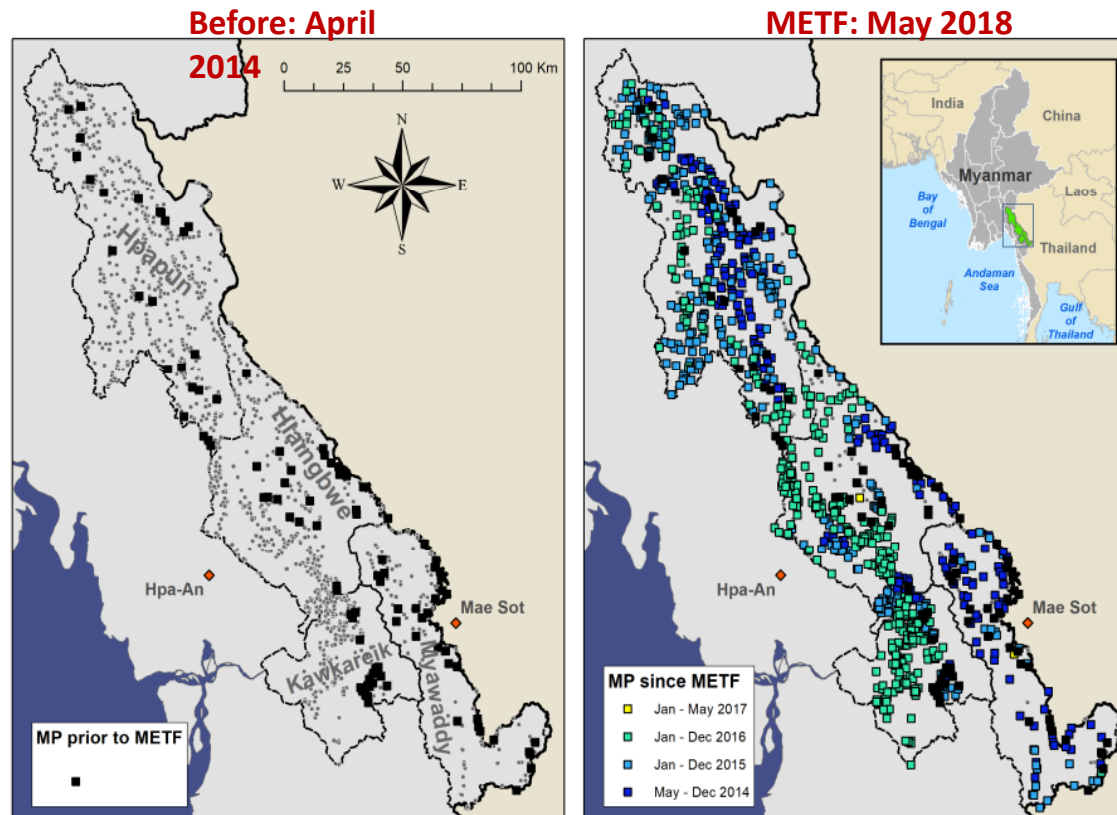 Before: April
2014
0 25 50 100 Km
N
W E
S
Hpapun
Hlaingbwe
Hpa-An
Mae Sot
Kawkareik
Myawaddy
MP prior to METF
METF: May 2018
India
China
Myanmar
Laos
Bay
of
Bengal
Thailand
Andaman
Sea
Gulf
of
Thailand
Hpa-An
Mae Sot
MP since METF
Jan - May 2017
Jan - Dec 2016
Jan - Dec 2015
May - Dec 2014